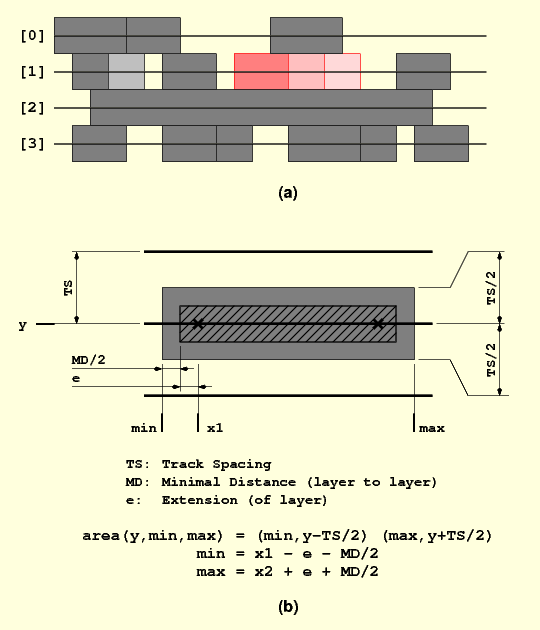 [0]
[1]
[2]
[3]
(a)
TS
TS/2
y
TS/2
MD/2
e
min
x1
max
TS: Track Spacing
MD: Minimal Distance (layer to layer)
e: Extension (of layer)
area(y,min,max) = (min,y-TS/2) (max,y+TS/2)
min = x1 - e - MD/2
max = x2 + e + MD/2
(b)